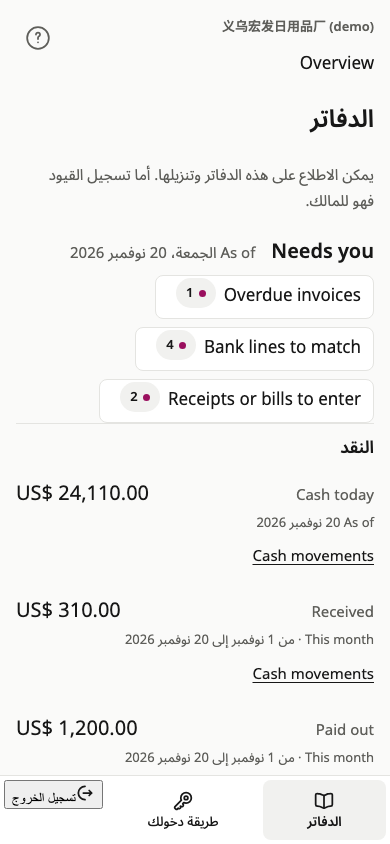 义乌宏发日用品厂 (demo)
Overview
الدفاتر
يمكن الاطلاع على هذه الدفاتر وتنزيلها. أما تسجيل القيود
فهو للمالك.
Needs you
As of الجمعة، 20 نوفمبر 2026
Overdue invoices 1
Bank lines to match 4
Receipts or bills to enter 2
النقد
Cash today US$ 24,110.00
As of 20 نوفمبر 2026
Cash movements
Received US$ 310.00
This month · من 1 نوفمبر إلى 20 نوفمبر 2026
Cash movements
Paid out US$ 1,200.00
This month · من 1 نوفمبر إلى 20 نوفمبر 2026
الدفاتر
طريقة دخولك
تسجيل الخروج